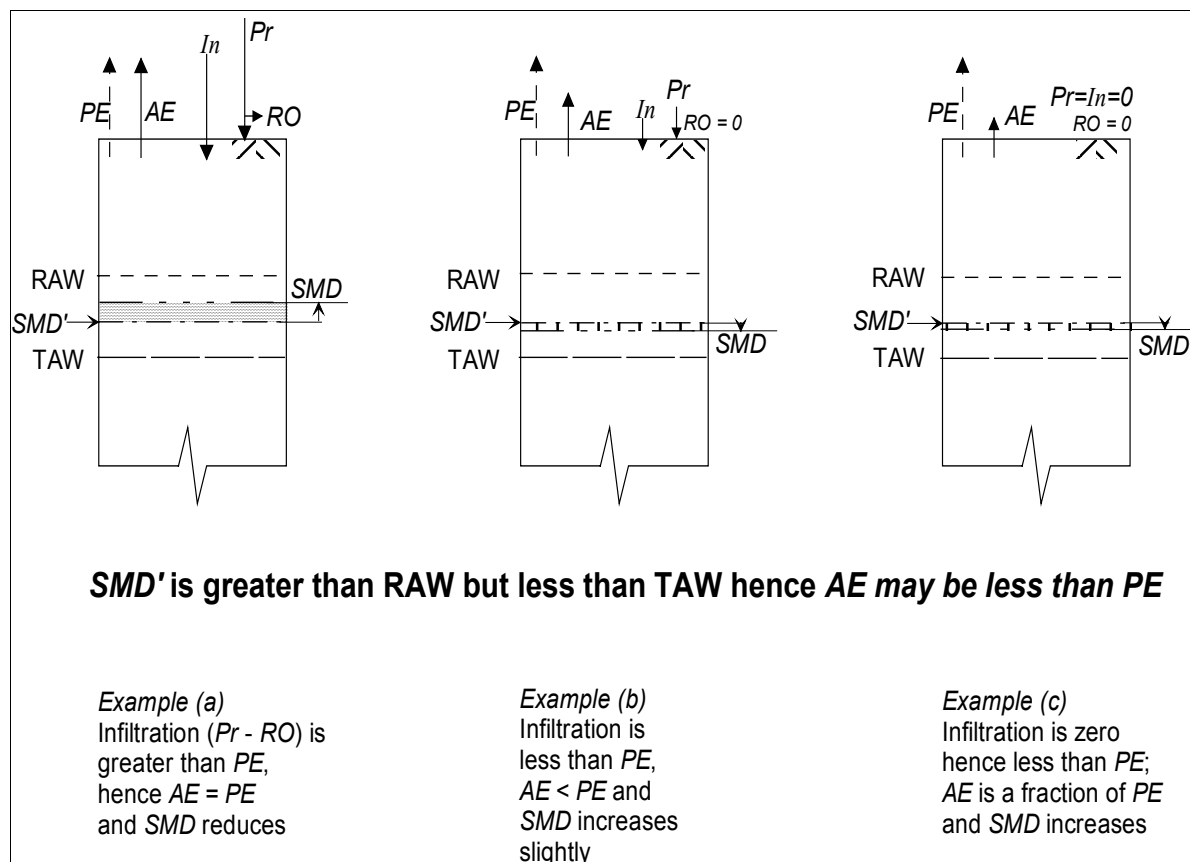 Pr
In
PE
AE
RO
RAW
SMD
SMD'
TAW
PE
AE
In
Pr
RO = 0
RAW
SMD'
SMD
TAW
PE
AE
Pr=In=0
RO = 0
RAW
SMD'
SMD
TAW
SMD' is greater than RAW but less than TAW hence AE may be less than PE
Example (a)
Infiltration (Pr - RO) is
greater than PE,
hence AE = PE
and SMD reduces
Example (b)
Infiltration is
less than PE,
AE < PE and
SMD increases
slightly
Example (c)
Infiltration is zero
hence less than PE;
AE is a fraction of PE
and SMD increases